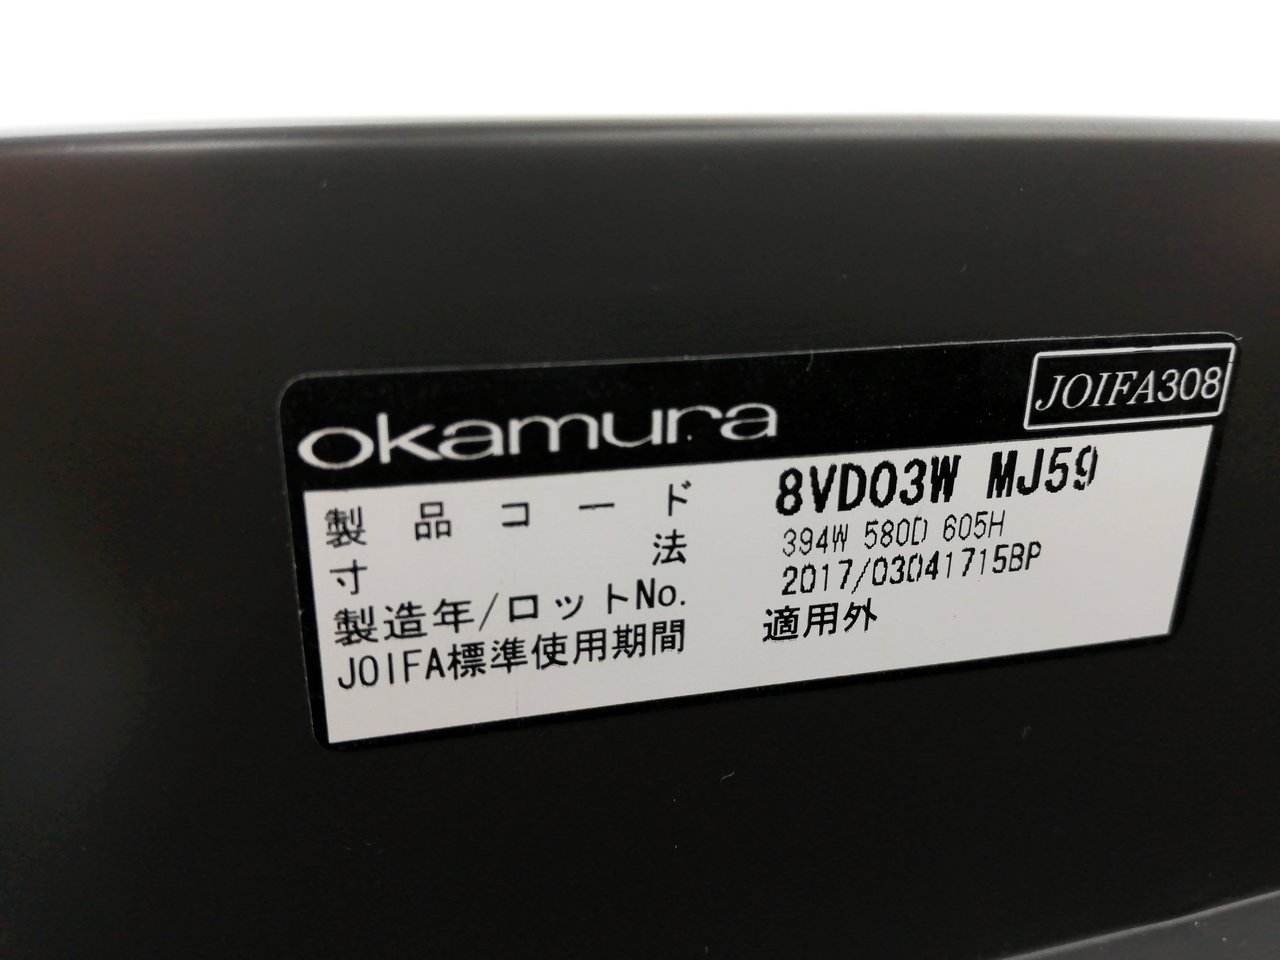 okamura
JOIFA308
製品コード 8VD03W MJ59
寸法 394W 580D 605H
製造年/ロットNo. 2017/03041715BP
JOIFA標準使用期間 適用外